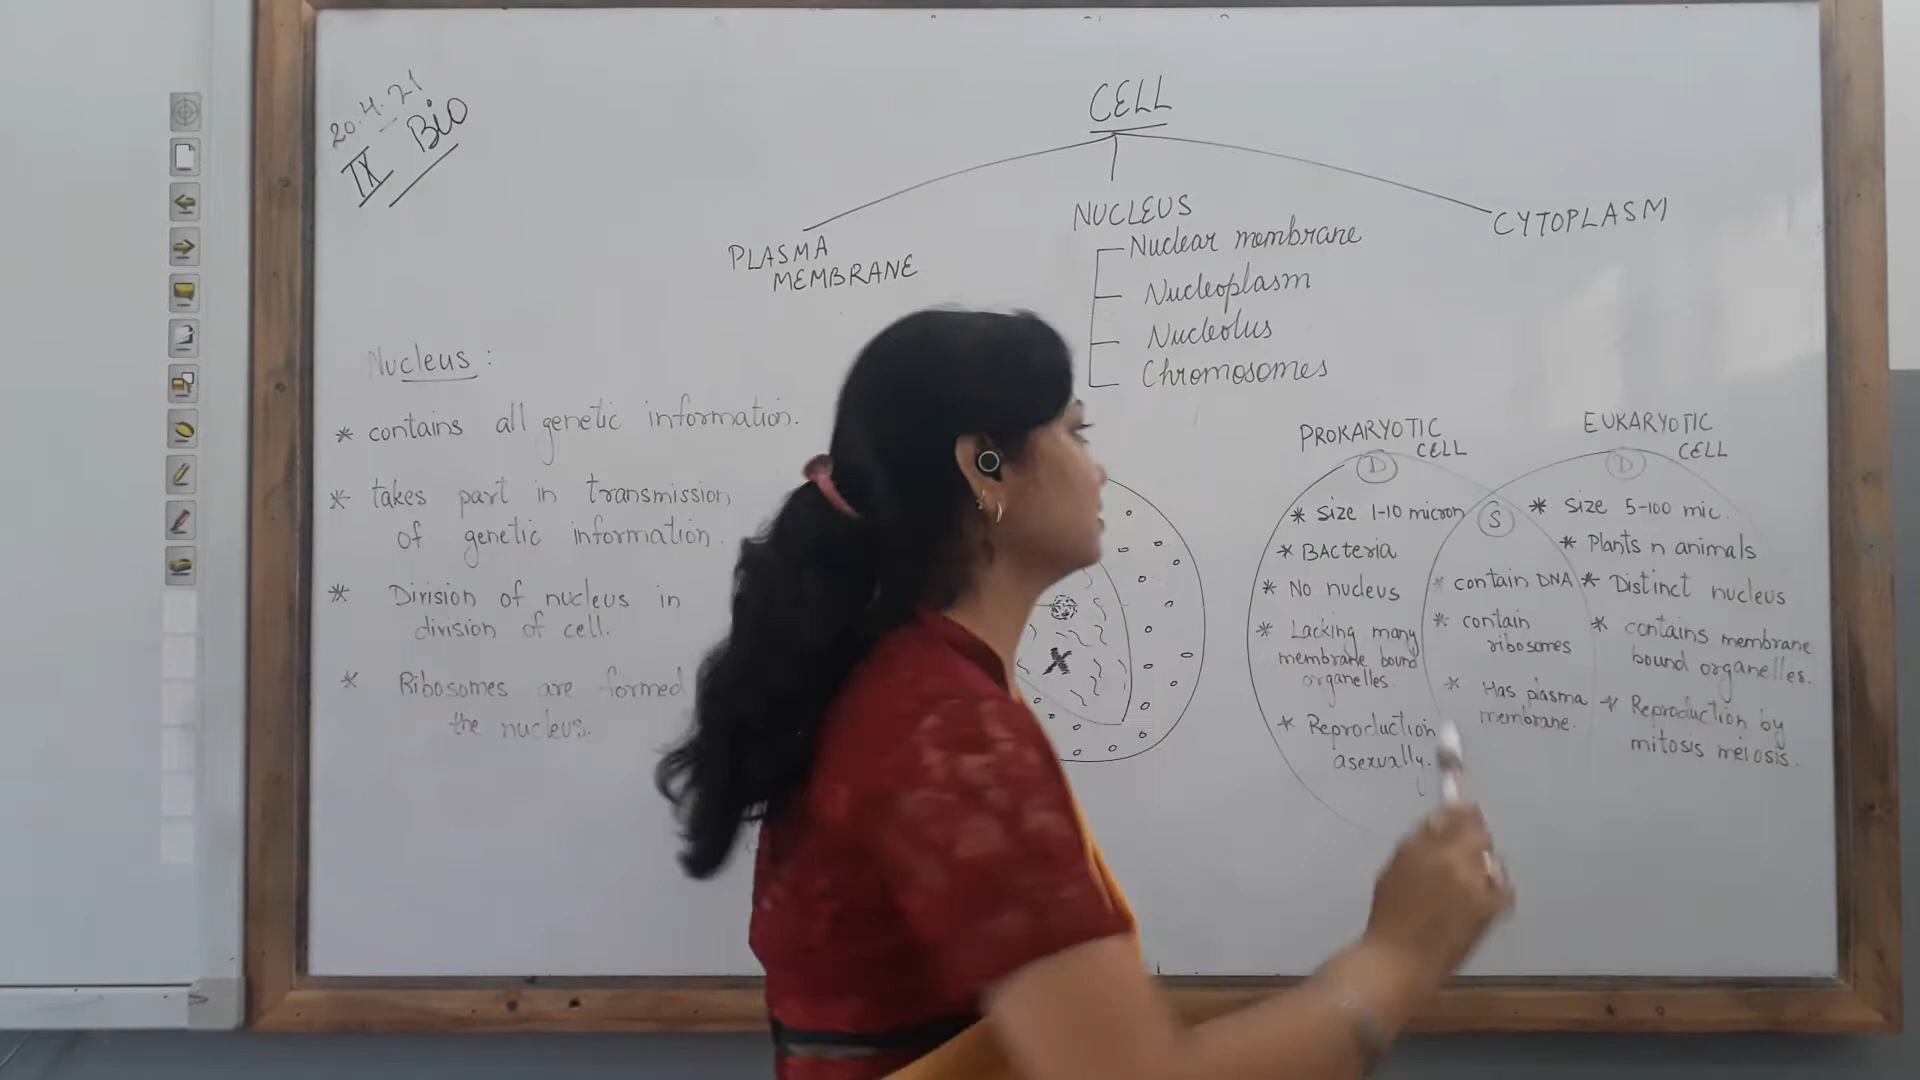 20.4.21
IX Bio
CELL
PLASMA
MEMBRANE
NUCLEUS
Nuclear membrane
Nucleoplasm
Nucleolus
Chromosomes
CYTOPLASM
Nucleus :
* contains all genetic information.
* takes part in transmission
of genetic information.
* Division of nucleus in
division of cell.
* Ribosomes are formed
the nucleus.
PROKARYOTIC
CELL
D
* Size 1-10 micron
* BActeria
* No nucleus
* Lacking many
membrane bound
organelles.
* Reproduction
asexually.
S
* contain DNA
* contain
ribosomes
* Has plasma
membrane.
EUKARYOTIC
CELL
D
* Size 5-100 mic.
* Plants n animals
* Distinct nucleus
* contains membrane
bound organelles.
* Reproduction by
mitosis meiosis.